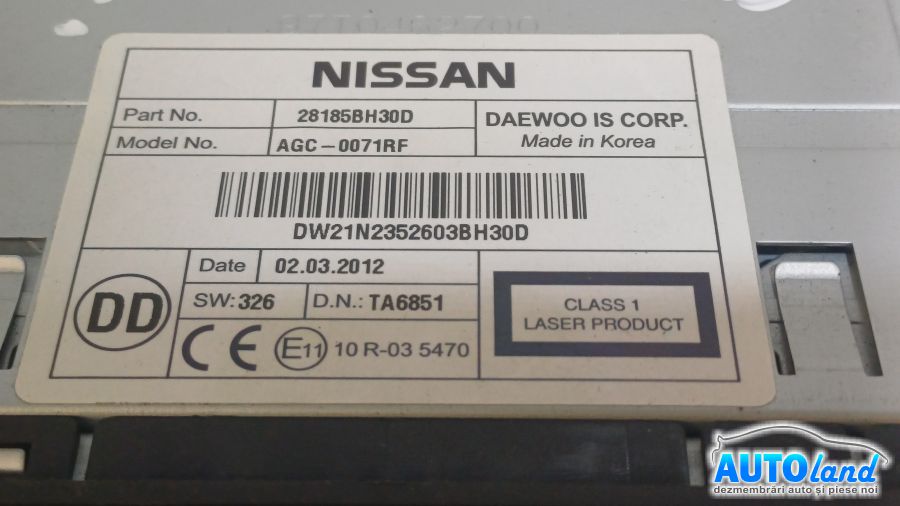 NISSAN
Part No. 28185BH30D
Model No. AGC-0071RF
DAEWOO IS CORP.
Made in Korea
DW21N2352603BH30D
DD
Date 02.03.2012
SW: 326 D.N.: TA6851
CE E11 10 R-03 5470
CLASS 1
LASER PRODUCT
AUTOland
dezmembrări auto și piese noi